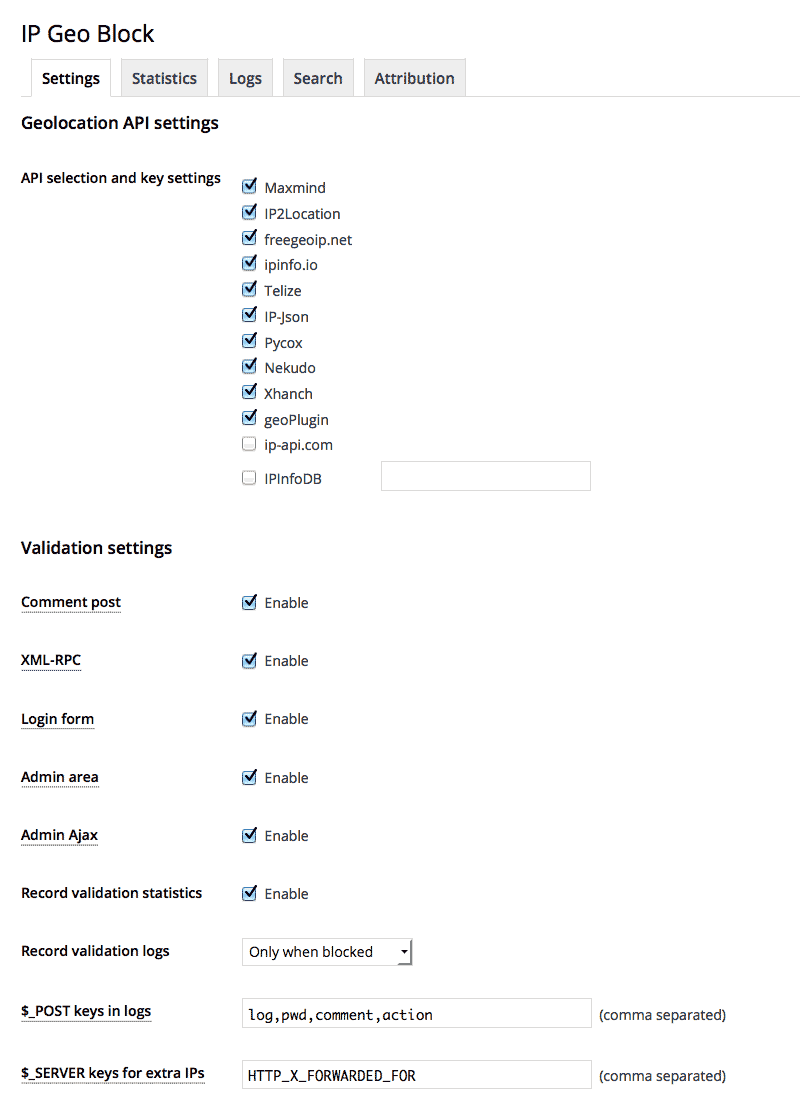 IP Geo Block
Settings Statistics Logs Search Attribution
Geolocation API settings
API selection and key settings
Maxmind
IP2Location
freegeoip.net
ipinfo.io
Telize
IP-Json
Pycox
Nekudo
Xhanch
geoPlugin
ip-api.com
IPInfoDB
Validation settings
Comment post Enable
XML-RPC Enable
Login form Enable
Admin area Enable
Admin Ajax Enable
Record validation statistics Enable
Record validation logs Only when blocked
$_POST keys in logs log,pwd,comment,action (comma separated)
$_SERVER keys for extra IPs HTTP_X_FORWARDED_FOR (comma separated)